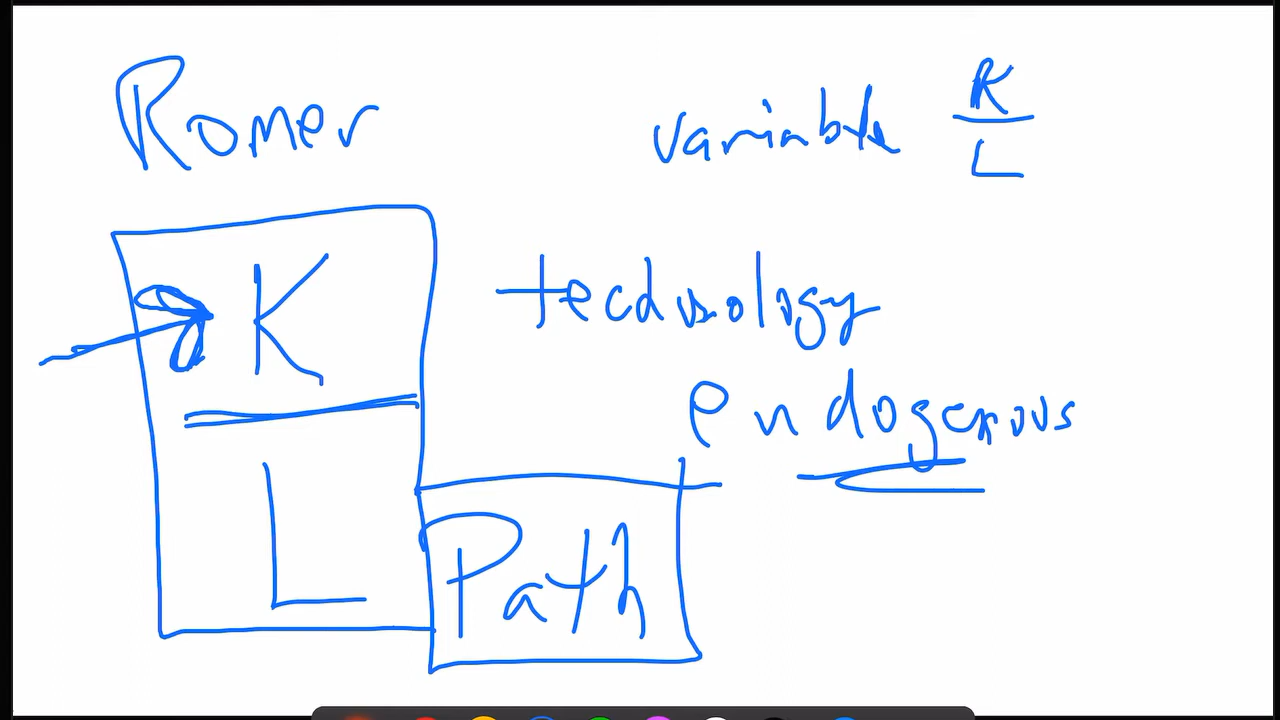 Romer
variable K
L
K
technology
endogenous
L
Path